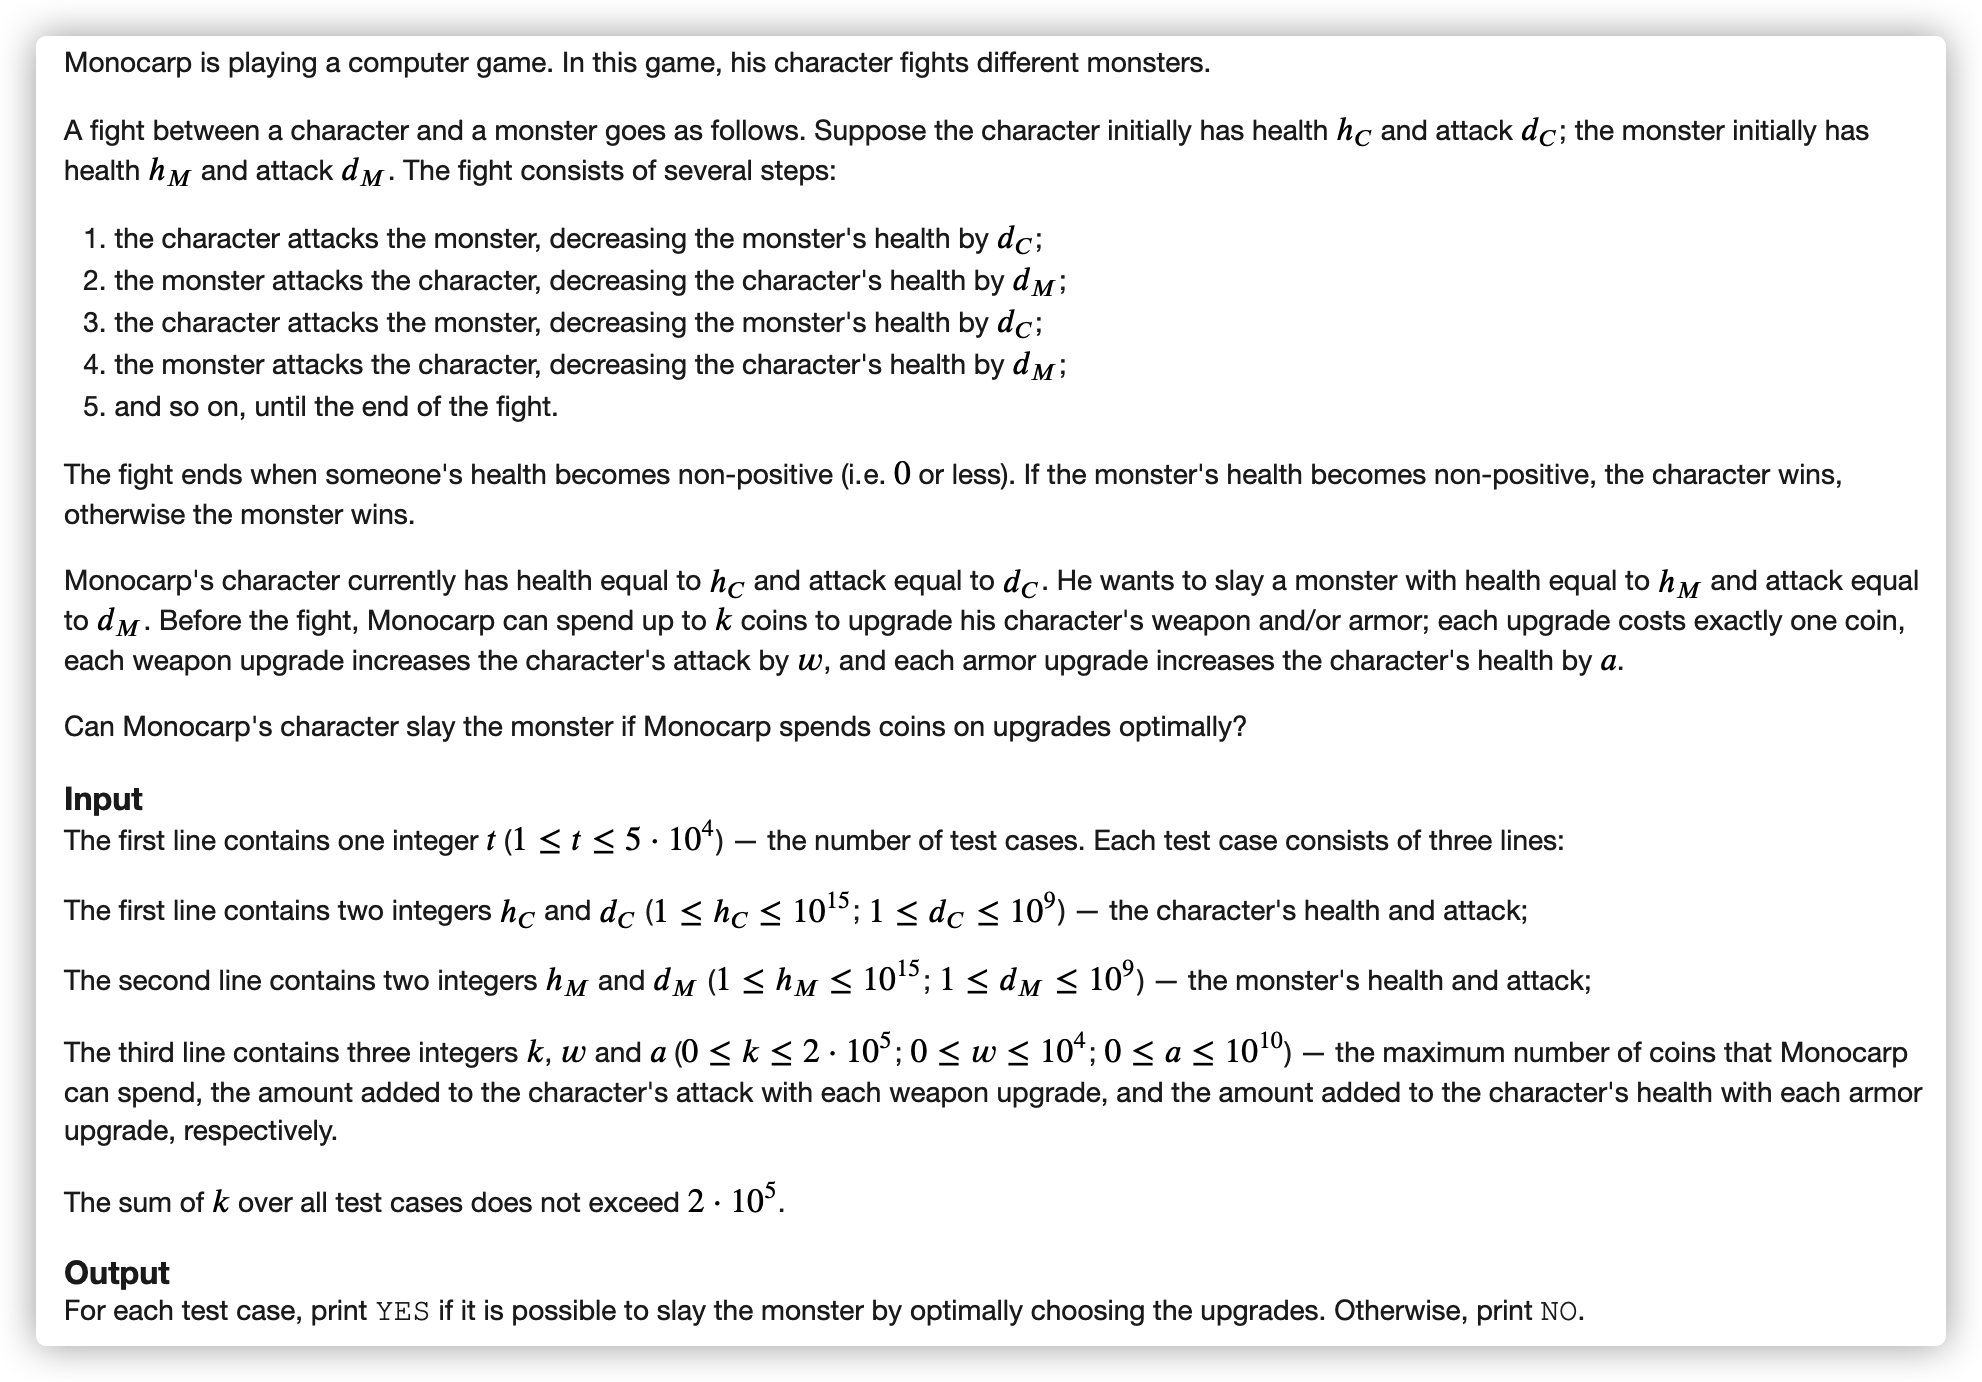 Monocarp is playing a computer game. In this game, his character fights different monsters.
A fight between a character and a monster goes as follows. Suppose the character initially has health h_C and attack d_C; the monster initially has
health h_M and attack d_M. The fight consists of several steps:
1. the character attacks the monster, decreasing the monster's health by d_C;
2. the monster attacks the character, decreasing the character's health by d_M;
3. the character attacks the monster, decreasing the monster's health by d_C;
4. the monster attacks the character, decreasing the character's health by d_M;
5. and so on, until the end of the fight.
The fight ends when someone's health becomes non-positive (i.e. 0 or less). If the monster's health becomes non-positive, the character wins,
otherwise the monster wins.
Monocarp's character currently has health equal to h_C and attack equal to d_C. He wants to slay a monster with health equal to h_M and attack equal
to d_M. Before the fight, Monocarp can spend up to k coins to upgrade his character's weapon and/or armor; each upgrade costs exactly one coin,
each weapon upgrade increases the character's attack by w, and each armor upgrade increases the character's health by a.
Can Monocarp's character slay the monster if Monocarp spends coins on upgrades optimally?
Input
The first line contains one integer t (1 ≤ t ≤ 5 · 10^4) — the number of test cases. Each test case consists of three lines:
The first line contains two integers h_C and d_C (1 ≤ h_C ≤ 10^15; 1 ≤ d_C ≤ 10^9) — the character's health and attack;
The second line contains two integers h_M and d_M (1 ≤ h_M ≤ 10^15; 1 ≤ d_M ≤ 10^9) — the monster's health and attack;
The third line contains three integers k, w and a (0 ≤ k ≤ 2 · 10^5; 0 ≤ w ≤ 10^4; 0 ≤ a ≤ 10^10) — the maximum number of coins that Monocarp
can spend, the amount added to the character's attack with each weapon upgrade, and the amount added to the character's health with each armor
upgrade, respectively.
The sum of k over all test cases does not exceed 2 · 10^5.
Output
For each test case, print YES if it is possible to slay the monster by optimally choosing the upgrades. Otherwise, print NO.